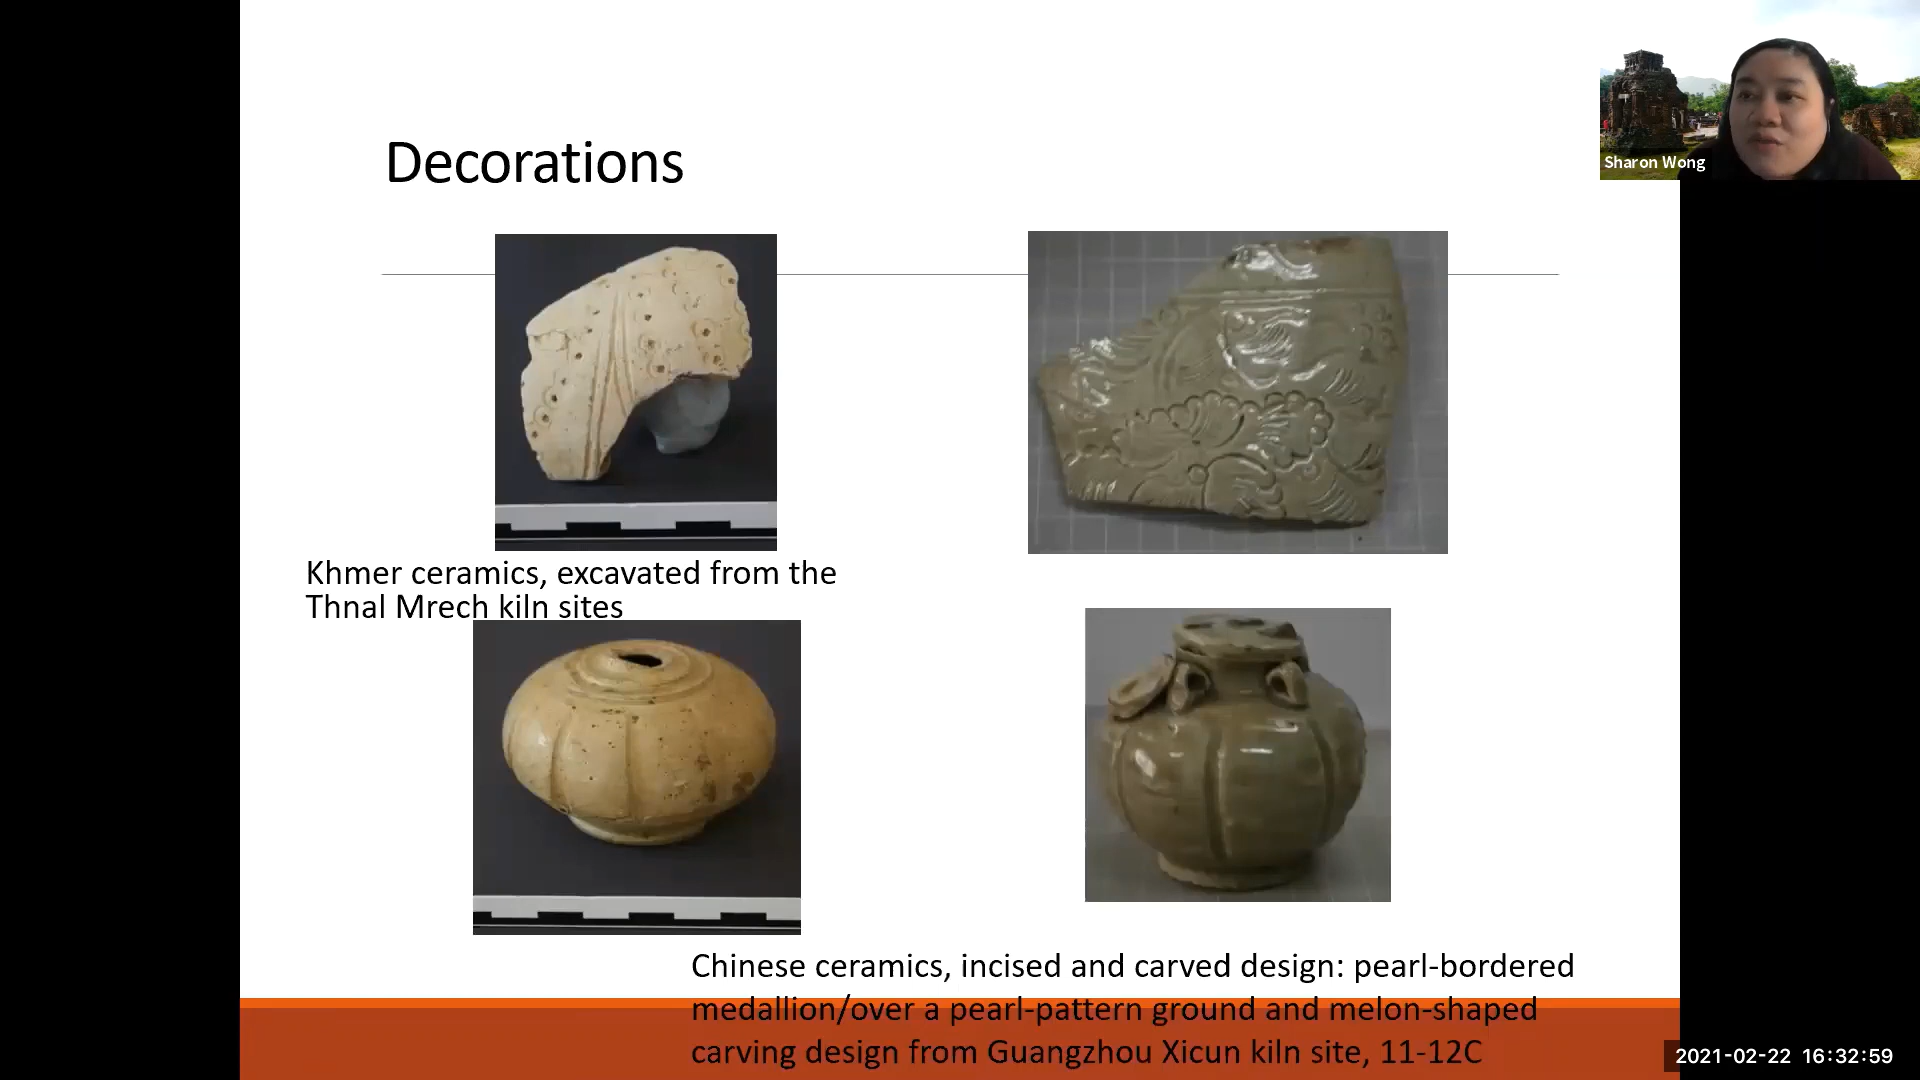 Sharon Wong
Decorations
Khmer ceramics, excavated from the
Thnal Mrech kiln sites
Chinese ceramics, incised and carved design: pearl-bordered
medallion/over a pearl-pattern ground and melon-shaped
carving design from Guangzhou Xicun kiln site, 11-12C
2021-02-22 16:32:59